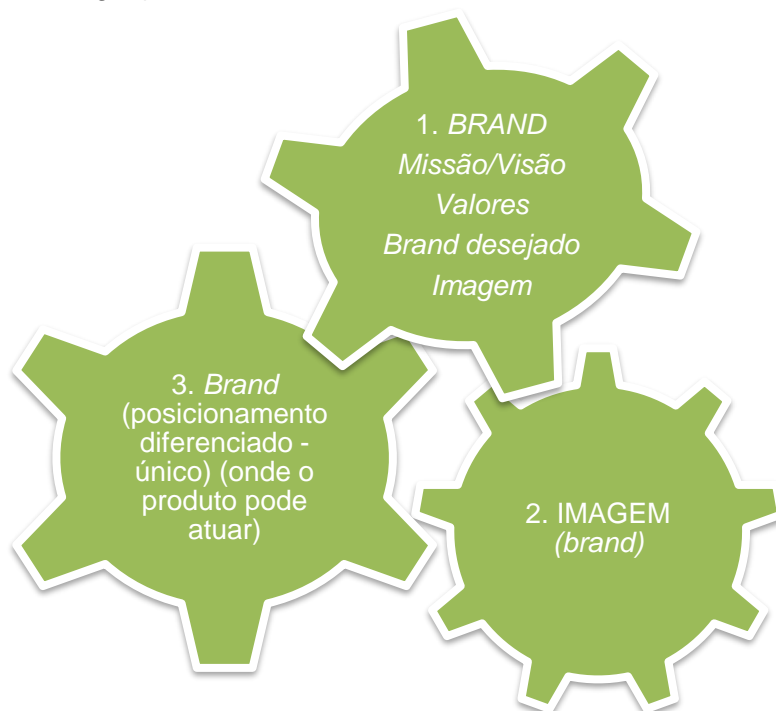 1. BRAND
Missão/Visão
Valores
Brand desejado
Imagem
3. Brand
(posicionamento
diferenciado -
único) (onde o
produto pode
atuar)
2. IMAGEM
(brand)